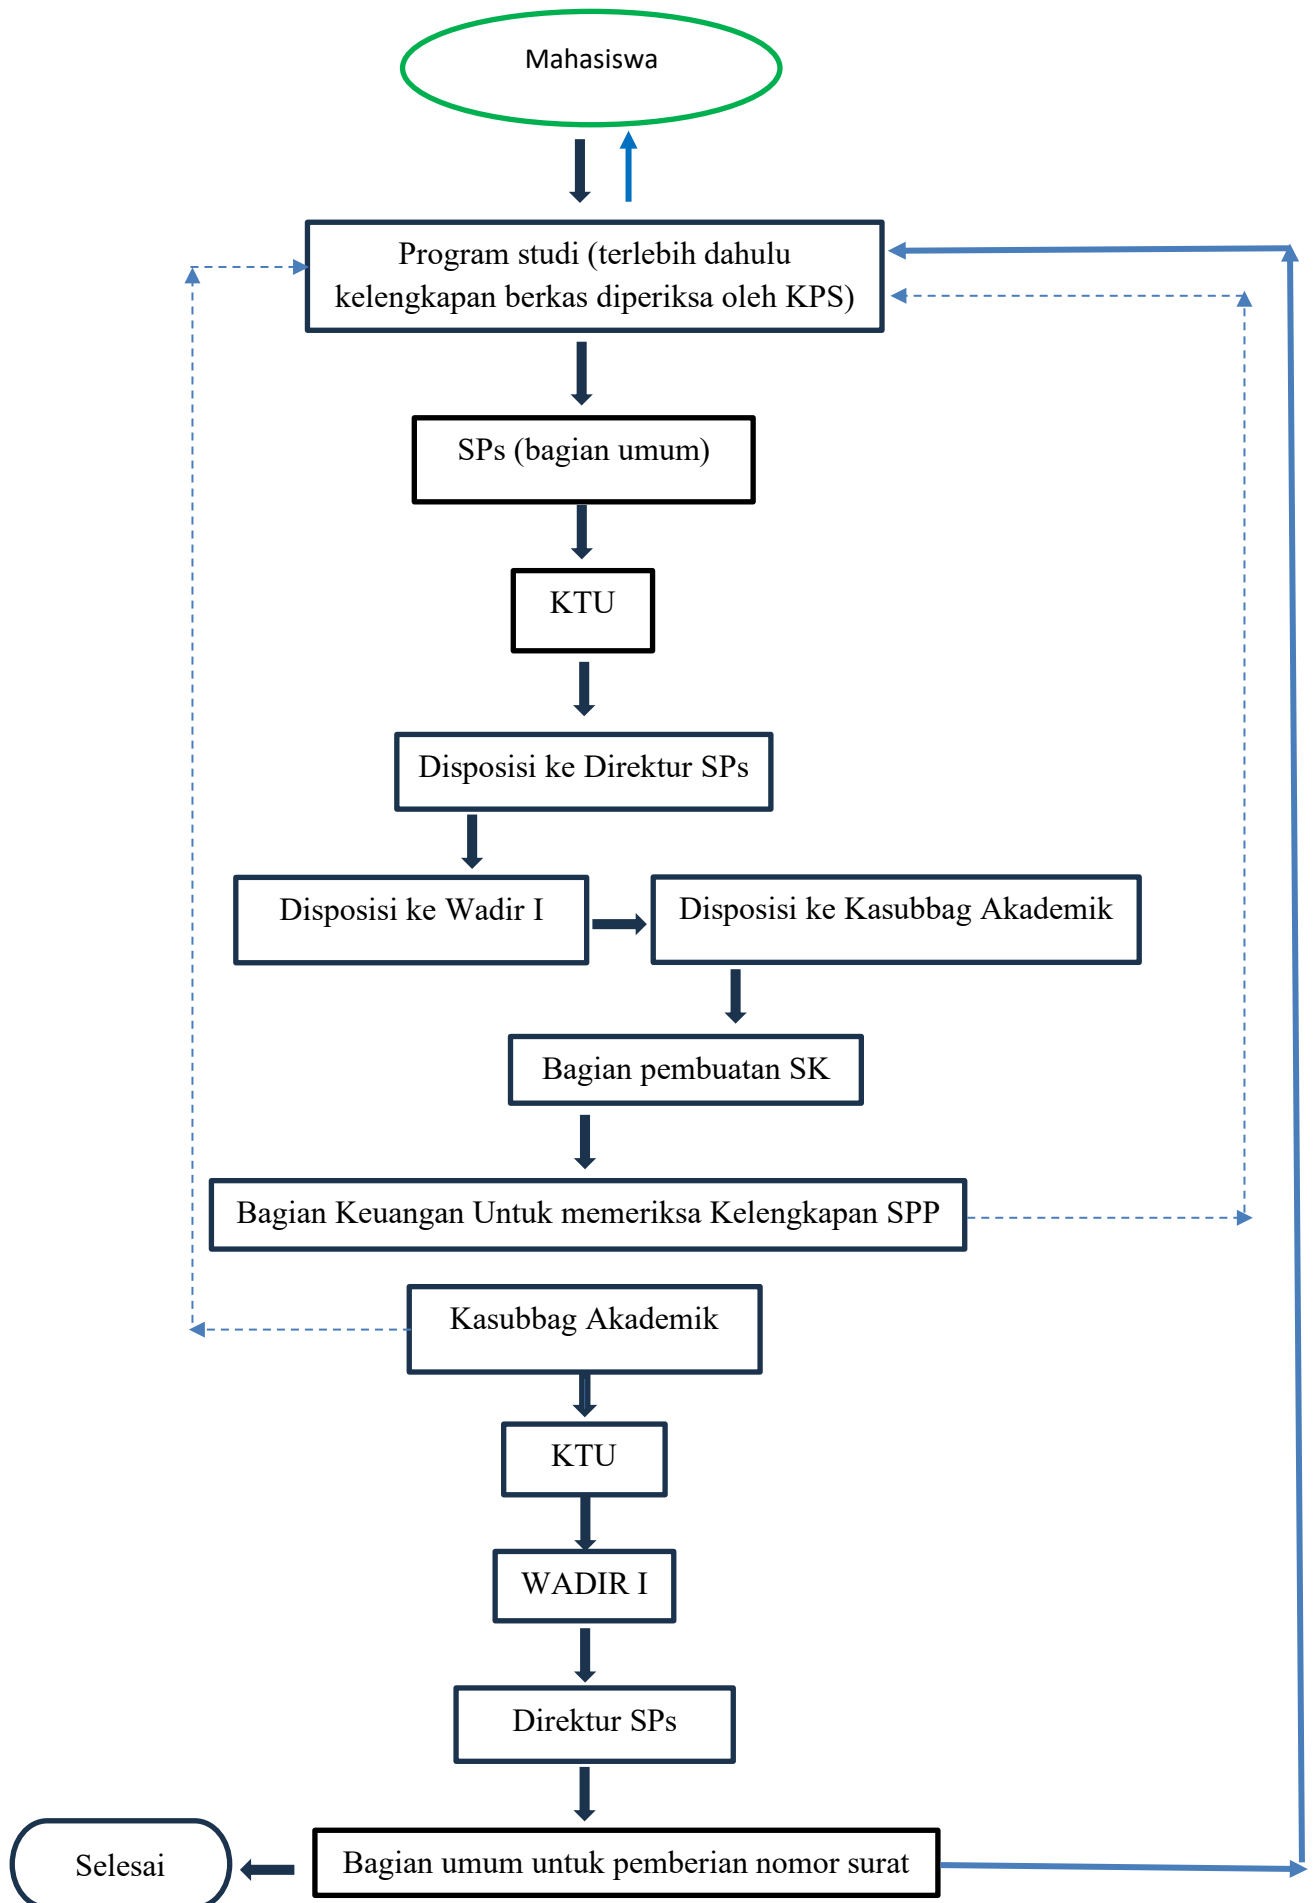 Mahasiswa
Program studi (terlebih dahulu
kelengkapan berkas diperiksa oleh KPS)
SPs (bagian umum)
KTU
Disposisi ke Direktur SPs
Disposisi ke Wadir I
Disposisi ke Kasubbag Akademik
Bagian pembuatan SK
Bagian Keuangan Untuk memeriksa Kelengkapan SPP
Kasubbag Akademik
KTU
WADIR I
Direktur SPs
Selesai
Bagian umum untuk pemberian nomor surat